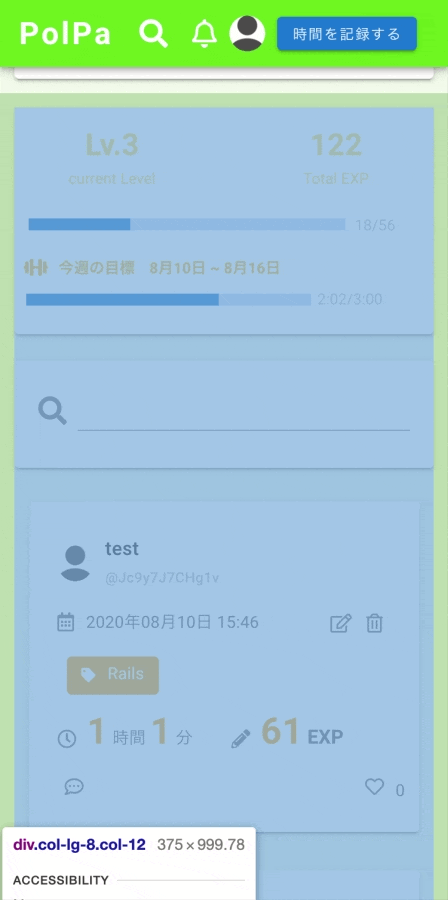 PolPa 時間を記録する
Lv.3 122
current Level Total EXP
18/56
今週の目標 8月10日 ~ 8月16日
2:02/3:00
test
@Jc9y7J7CHg1v
2020年08月10日 15:46
Rails
1 時間 1 分 61 EXP
0
div.col-lg-8.col-12 375 × 999.78
ACCESSIBILITY